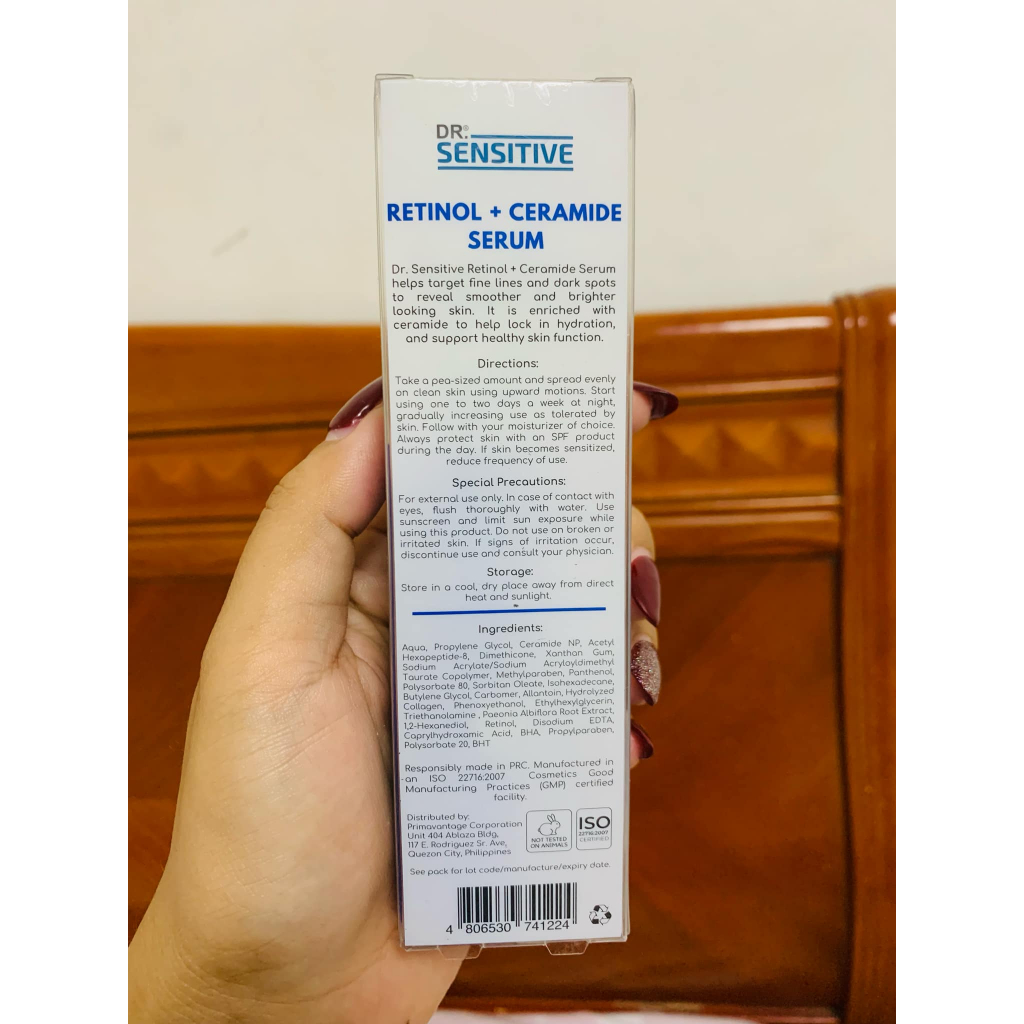 DR.®
SENSITIVE
RETINOL + CERAMIDE
SERUM
Dr. Sensitive Retinol + Ceramide Serum
helps target fine lines and dark spots
to reveal smoother and brighter
looking skin. It is enriched with
ceramide to help lock in hydration,
and support healthy skin function.
Directions:
Take a pea-sized amount and spread evenly
on clean skin using upward motions. Start
using one to two days a week at night,
gradually increasing use as tolerated by
skin. Follow with your moisturizer of choice.
Always protect skin with an SPF product
during the day. If skin becomes sensitized,
reduce frequency of use.
Special Precautions:
For external use only. In case of contact with
eyes, flush thoroughly with water. Use
sunscreen and limit sun exposure while
using this product. Do not use on broken or
irritated skin. If signs of irritation occur,
discontinue use and consult your physician.
Storage:
Store in a cool, dry place away from direct
heat and sunlight.
Ingredients:
Aqua, Propylene Glycol, Ceramide NP, Acetyl
Hexapeptide-8, Dimethicone, Xanthan Gum,
Sodium Acrylate/Sodium Acryloyldimethyl
Taurate Copolymer, Methylparaben, Panthenol,
Polysorbate 80, Sorbitan Oleate, Isohexadecane,
Butylene Glycol, Carbomer, Allantoin, Hydrolyzed
Collagen, Phenoxyethanol, Ethylhexylglycerin,
Triethanolamine , Paeonia Albiflora Root Extract,
1,2-Hexanediol, Retinol, Disodium EDTA,
Caprylhydroxamic Acid, BHA, Propylparaben,
Polysorbate 20, BHT
Responsibly made in PRC. Manufactured in
an ISO 22716:2007 Cosmetics Good
Manufacturing Practices (GMP) certified
facility.
Distributed by:
Primavantage Corporation
Unit 404 Ablaza Bldg,
117 E. Rodriguez Sr. Ave,
Quezon City, Philippines
NOT TESTED
ON ANIMALS
ISO
22716:2007
CERTIFIED
See pack for lot code/manufacture/expiry date.
4 806530 741224